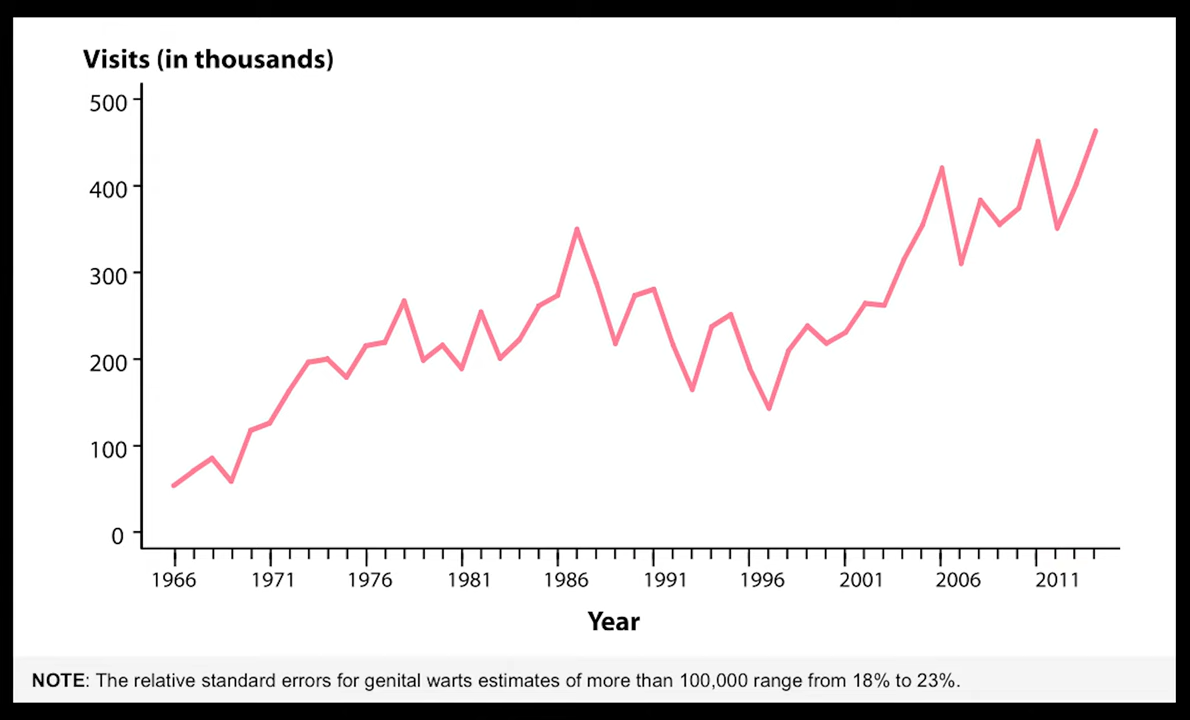 Visits (in thousands)
500
400
300
200
100
0
1966 1971 1976 1981 1986 1991 1996 2001 2006 2011
Year
NOTE: The relative standard errors for genital warts estimates of more than 100,000 range from 18% to 23%.